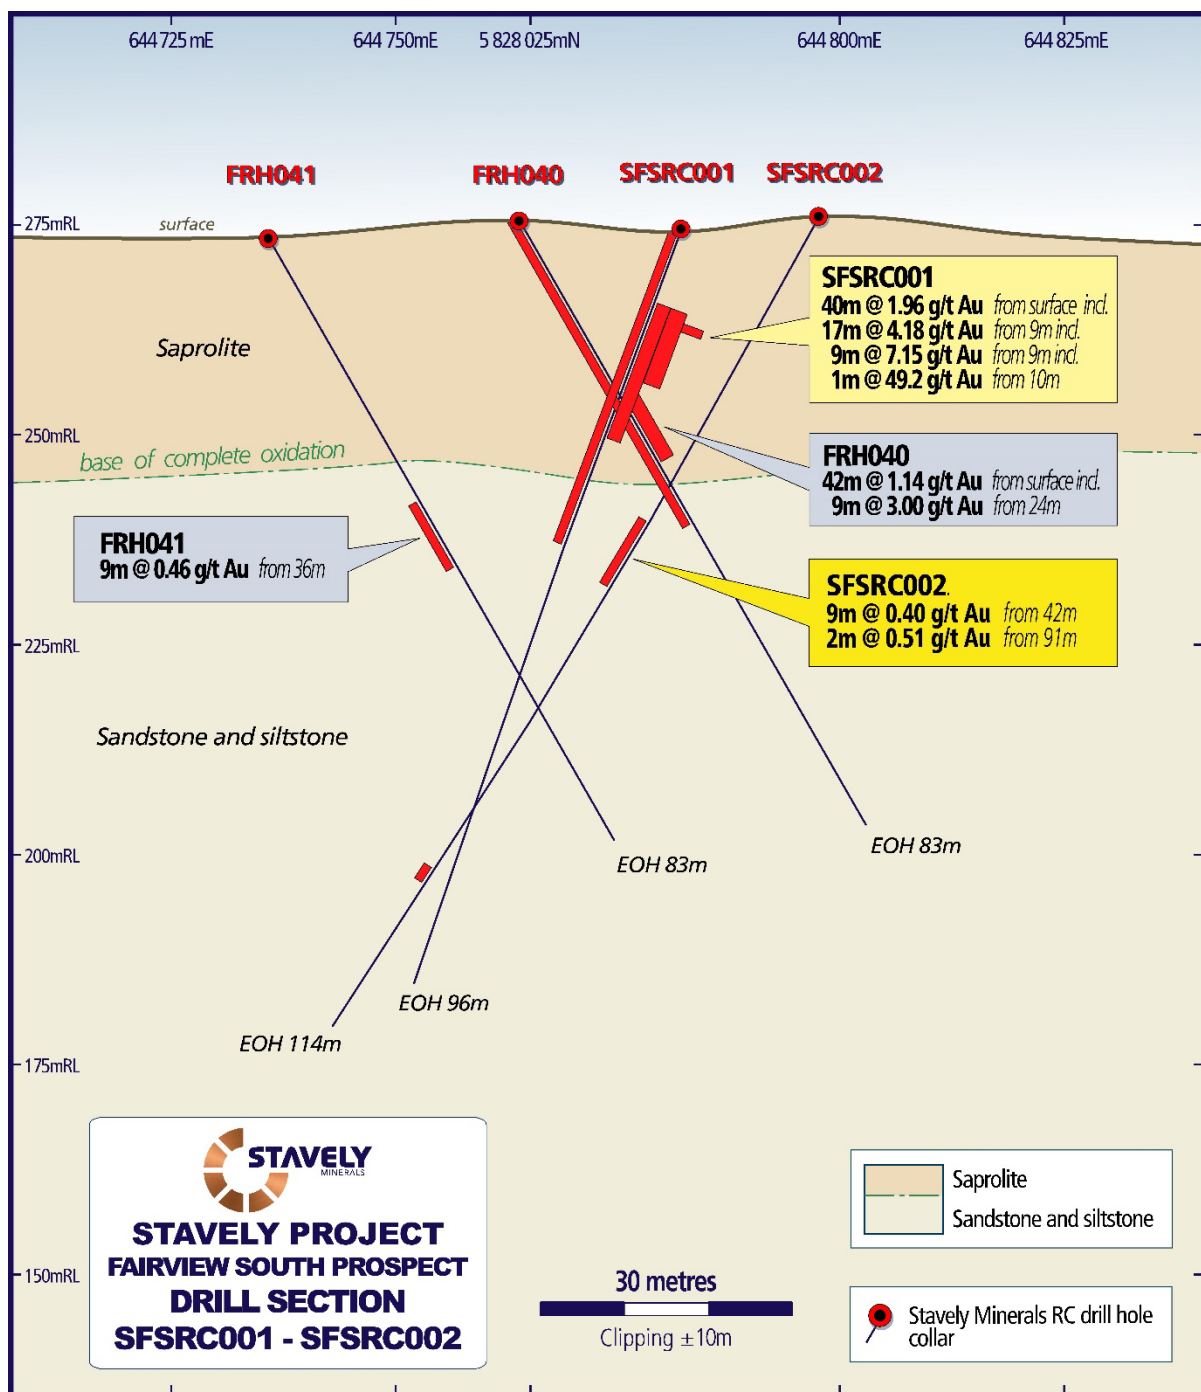 644 725 mE 644 750mE 5 828 025mN 644 800mE 644 825mE
FRH041 FRH040 SFSRC001 SFSRC002
275mRL
surface
SFSRC001
40m @ 1.96 g/t Au from surface incl.
17m @ 4.18 g/t Au from 9m incl.
9m @ 7.15 g/t Au from 9m incl.
1m @ 49.2 g/t Au from 10m
Saprolite
250mRL
base of complete oxidation
FRH040
42m @ 1.14 g/t Au from surface incl.
9m @ 3.00 g/t Au from 24m
FRH041
9m @ 0.46 g/t Au from 36m
SFSRC002.
9m @ 0.40 g/t Au from 42m
2m @ 0.51 g/t Au from 91m
225mRL
Sandstone and siltstone
200mRL
EOH 83m
EOH 83m
EOH 96m
EOH 114m
175mRL
STAVELY
MINERALS
STAVELY PROJECT
FAIRVIEW SOUTH PROSPECT
DRILL SECTION
SFSRC001 - SFSRC002
150mRL
30 metres
Clipping ±10m
Saprolite
Sandstone and siltstone
Stavely Minerals RC drill hole
collar